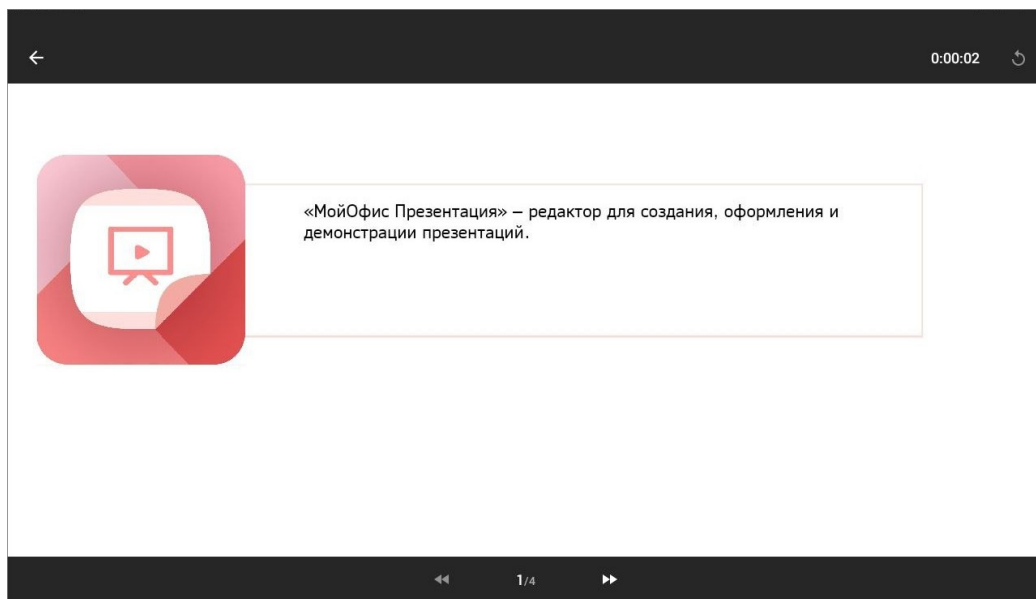 0:00:02
«МойОфис Презентация» – редактор для создания, оформления и
демонстрации презентаций.
1/4